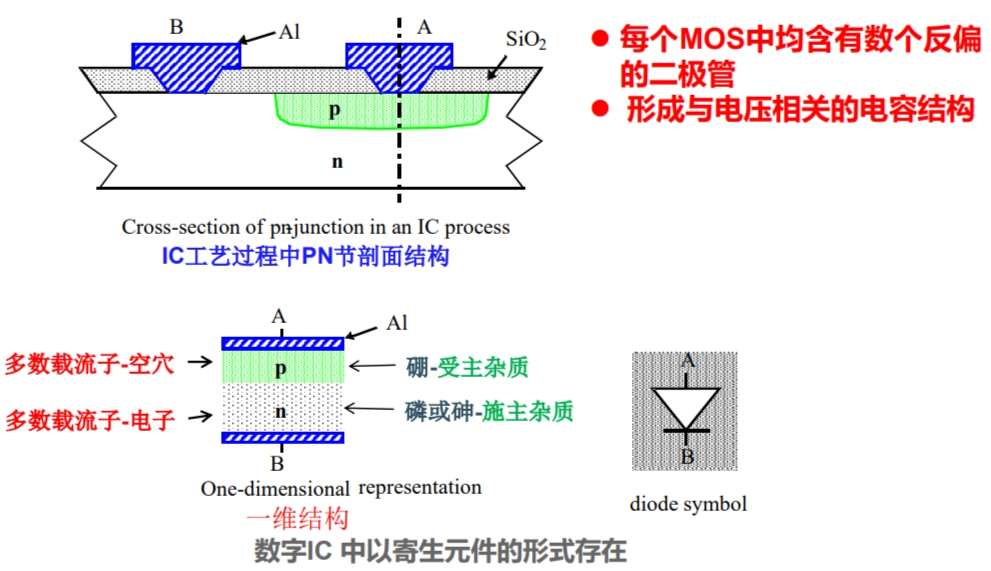 B
Al
A
SiO2
● 每个MOS中均含有数个反偏
的二极管
● 形成与电压相关的电容结构
p
n
Cross-section of pn-junction in an IC process
IC工艺过程中PN节剖面结构
A
Al
多数载流子-空穴
p
硼-受主杂质
多数载流子-电子
n
磷或砷-施主杂质
B
One-dimensional representation
一维结构
A
B
diode symbol
数字IC 中以寄生元件的形式存在